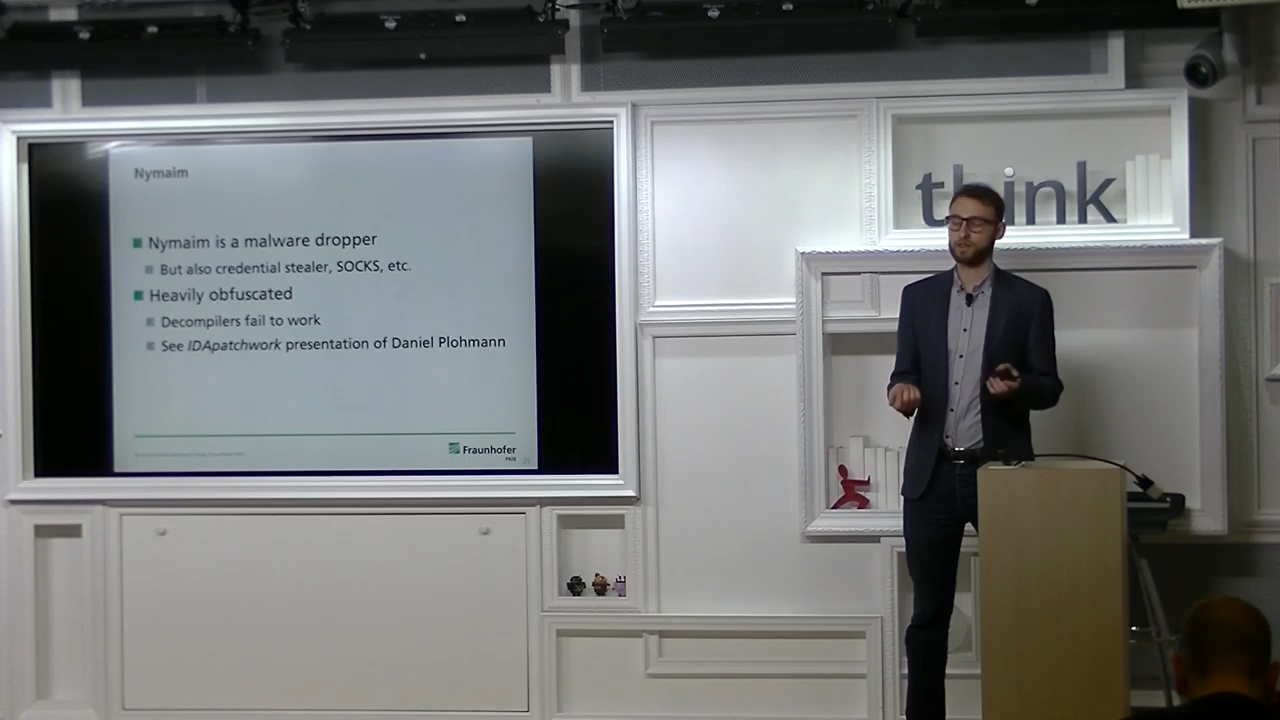 Nymaim
Nymaim is a malware dropper
But also credential stealer, SOCKS, etc.
Heavily obfuscated
Decompilers fail to work
See IDApatchwork presentation of Daniel Plohmann
Fraunhofer
FKIE
think